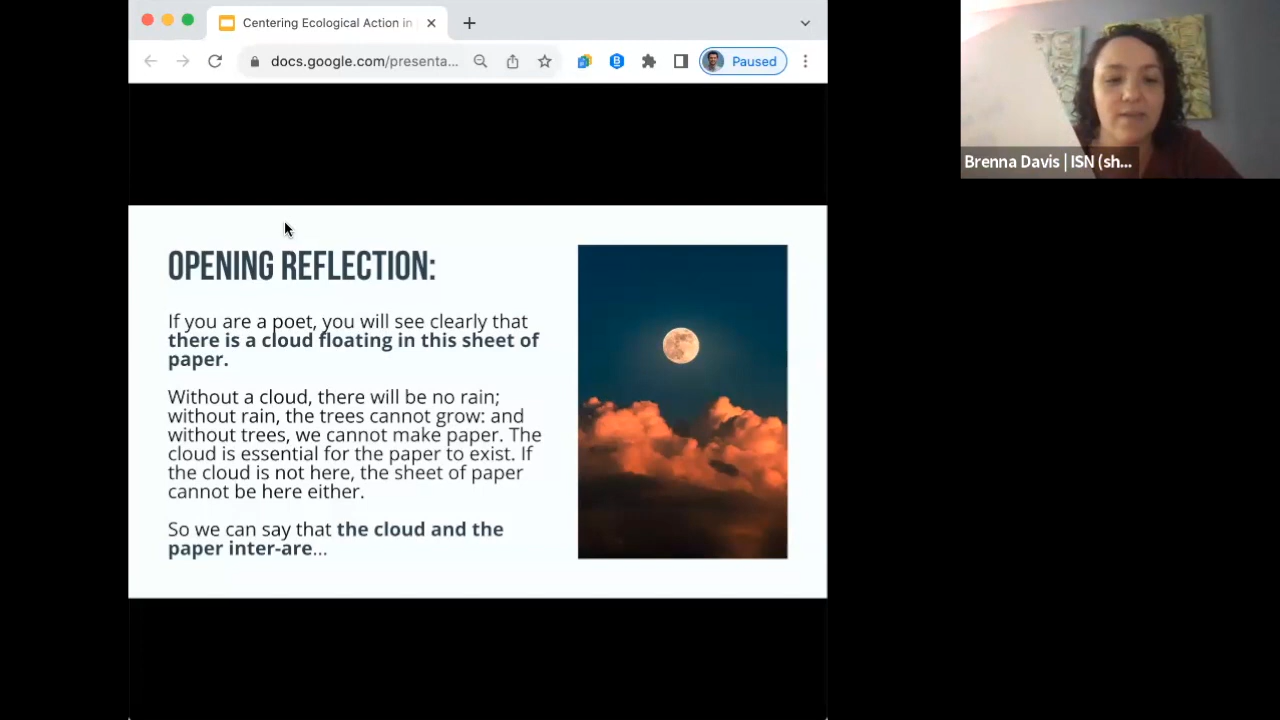 Centering Ecological Action in
docs.google.com/presenta...
Paused
Brenna Davis | ISN (sh...
OPENING REFLECTION:
If you are a poet, you will see clearly that
there is a cloud floating in this sheet of
paper.
Without a cloud, there will be no rain;
without rain, the trees cannot grow: and
without trees, we cannot make paper. The
cloud is essential for the paper to exist. If
the cloud is not here, the sheet of paper
cannot be here either.
So we can say that the cloud and the
paper inter-are...